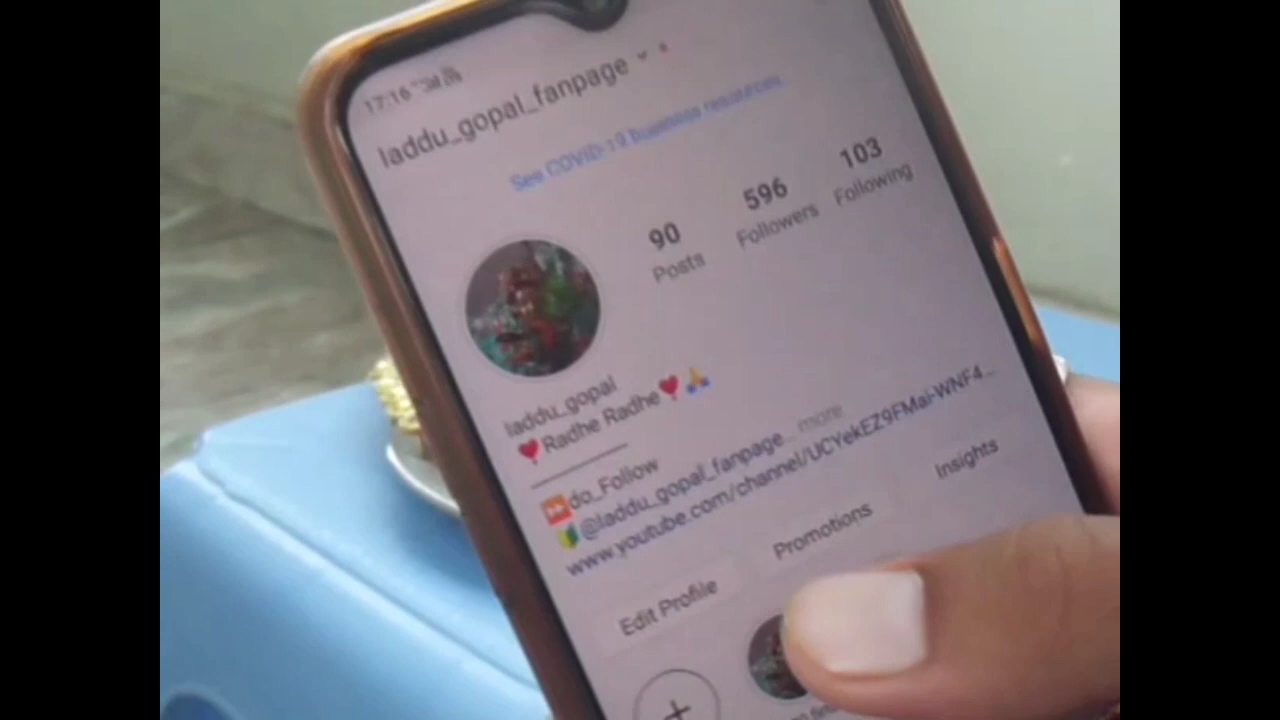 17:16
laddu_gopal_fanpage
See COVID-19 business resources
90 596 103
Posts Followers Following
laddu_gopal
❤️Radhe Radhe❤️🙏
⏩do_Follow
🔰@laddu_gopal_fanpage... more
www.youtube.com/channel/UCYekEZ9FMai-WNF4...
Edit Profile Promotions Insights
+